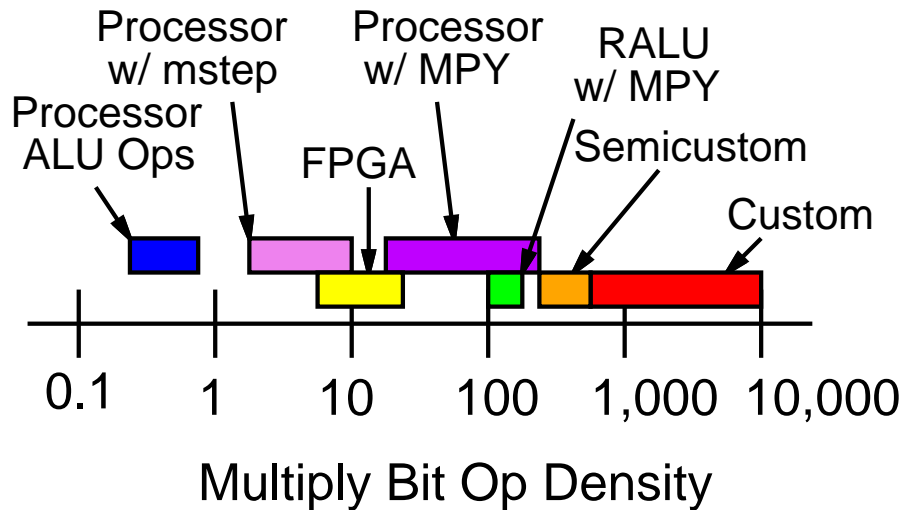 Processor
w/ mstep
Processor
w/ MPY
RALU
w/ MPY
Processor
ALU Ops
FPGA
Semicustom
Custom
0.1
1
10
100
1,000
10,000
Multiply Bit Op Density